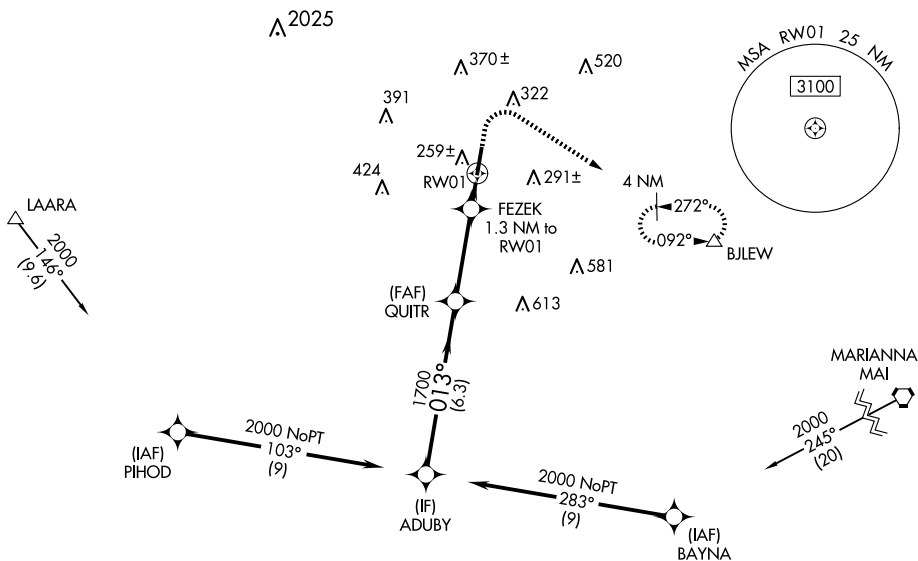 2025
370±
520
391
322
259±
424
RW01
291±
MSA RW01 25 NM
3100
LAARA
2000
146°
(9.6)
FEZEK
1.3 NM to
RW01
4 NM
272°
092°
BJLEW
581
613
(FAF)
QUITR
1700
013°
(6.3)
MARIANNA
MAI
2000
245°
(20)
(IAF)
PIHOD
2000 NoPT
103°
(9)
(IF)
ADUBY
2000 NoPT
283°
(9)
(IAF)
BAYNA